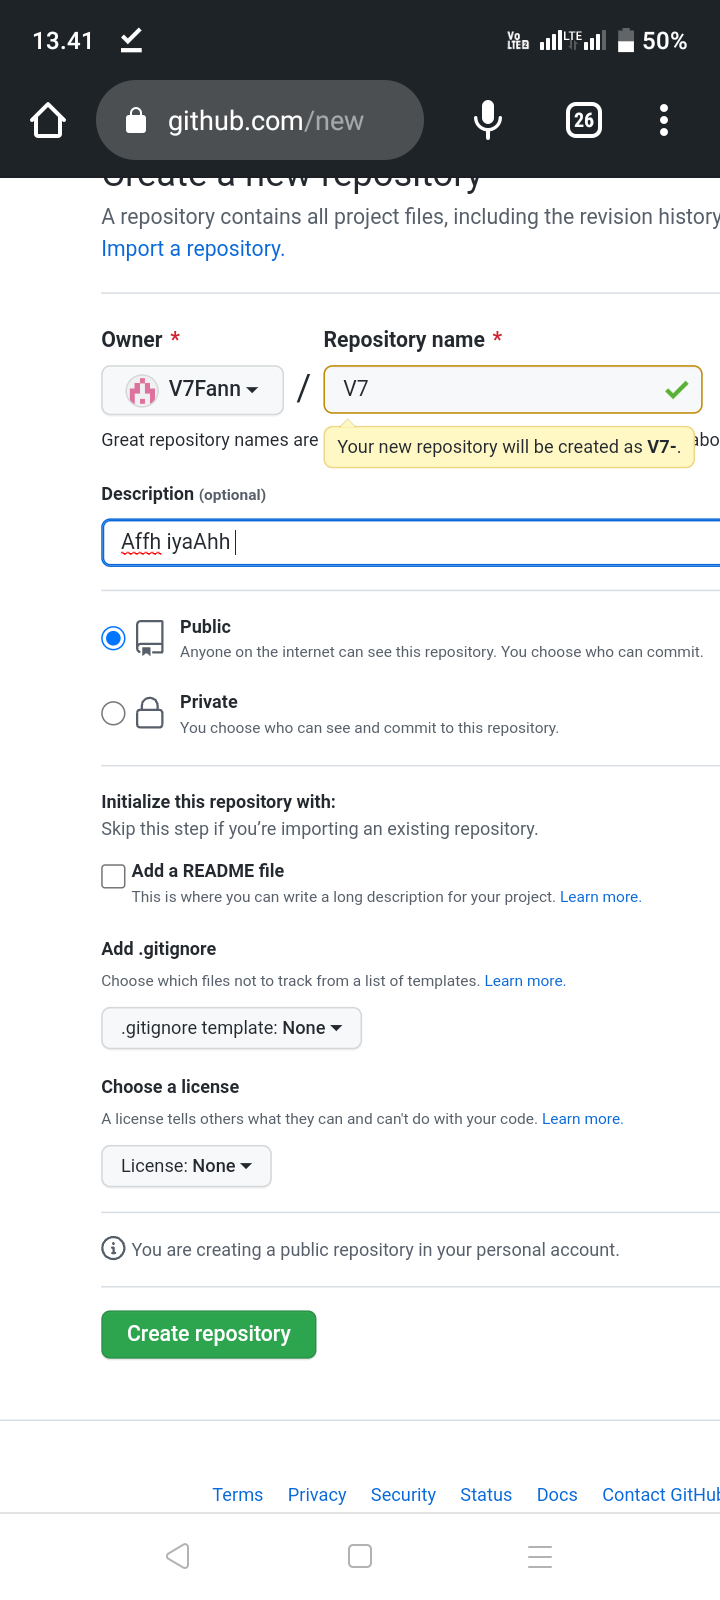 13.41
Vo LTE2 LTE 50%
github.com/new 26
Create a new repository
A repository contains all project files, including the revision history
Import a repository.
Owner * Repository name *
V7Fann / V7
Great repository names are
Your new repository will be created as V7-.
abo
Description (optional)
Affh iyaAhh
Public
Anyone on the internet can see this repository. You choose who can commit.
Private
You choose who can see and commit to this repository.
Initialize this repository with:
Skip this step if you’re importing an existing repository.
Add a README file
This is where you can write a long description for your project. Learn more.
Add .gitignore
Choose which files not to track from a list of templates. Learn more.
.gitignore template: None
Choose a license
A license tells others what they can and can't do with your code. Learn more.
License: None
You are creating a public repository in your personal account.
Create repository
Terms Privacy Security Status Docs Contact GitHub